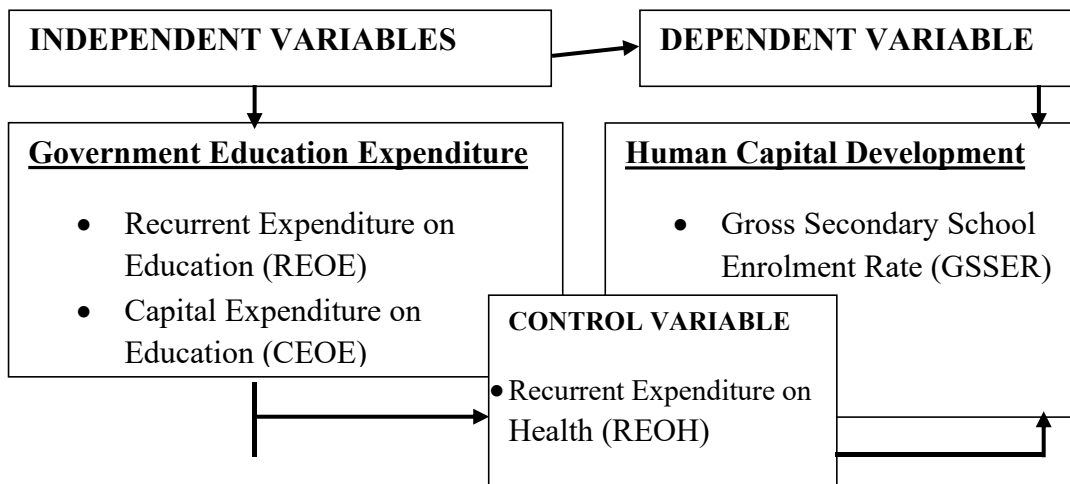 INDEPENDENT VARIABLES
DEPENDENT VARIABLE
Government Education Expenditure
• Recurrent Expenditure on
Education (REOE)
• Capital Expenditure on
Education (CEOE)
Human Capital Development
• Gross Secondary School
Enrolment Rate (GSSER)
CONTROL VARIABLE
• Recurrent Expenditure on
Health (REOH)